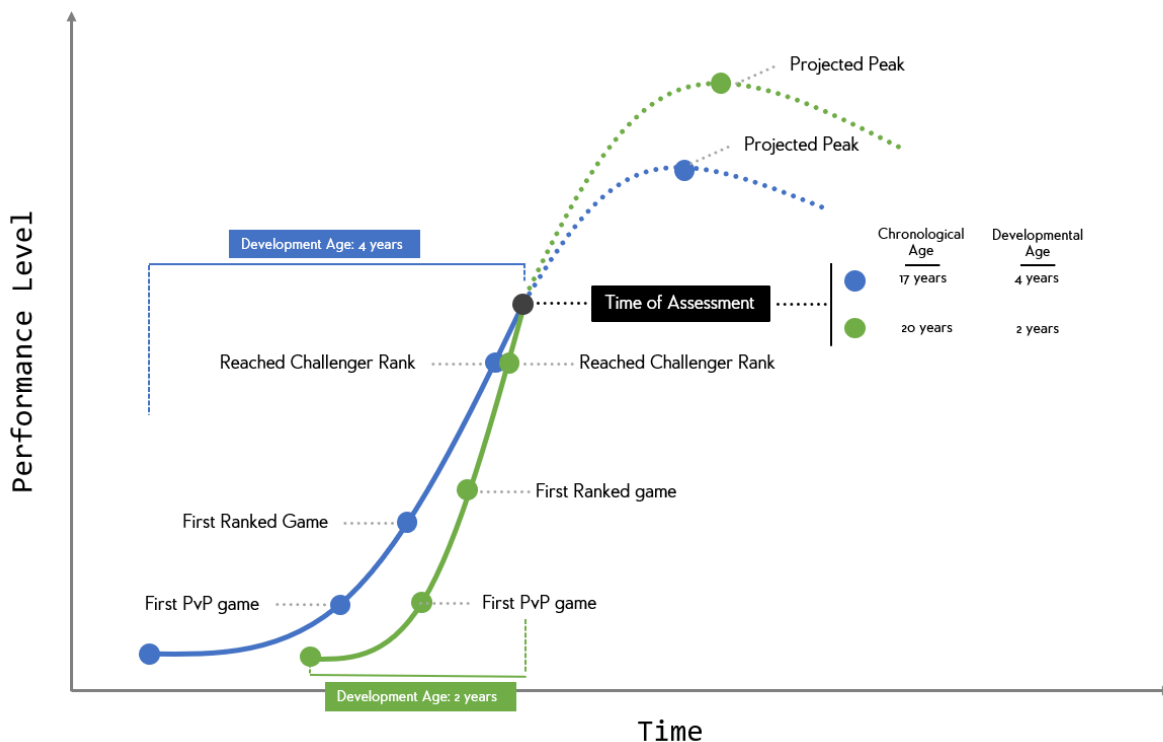 Projected Peak
Projected Peak
Development Age: 4 years
Chronological
Age
Developmental
Age
17 years
4 years
Time of Assessment
20 years
2 years
Reached Challenger Rank
Reached Challenger Rank
First Ranked game
First Ranked Game
First PvP game
First PvP game
Development Age: 2 years
Performance Level
Time